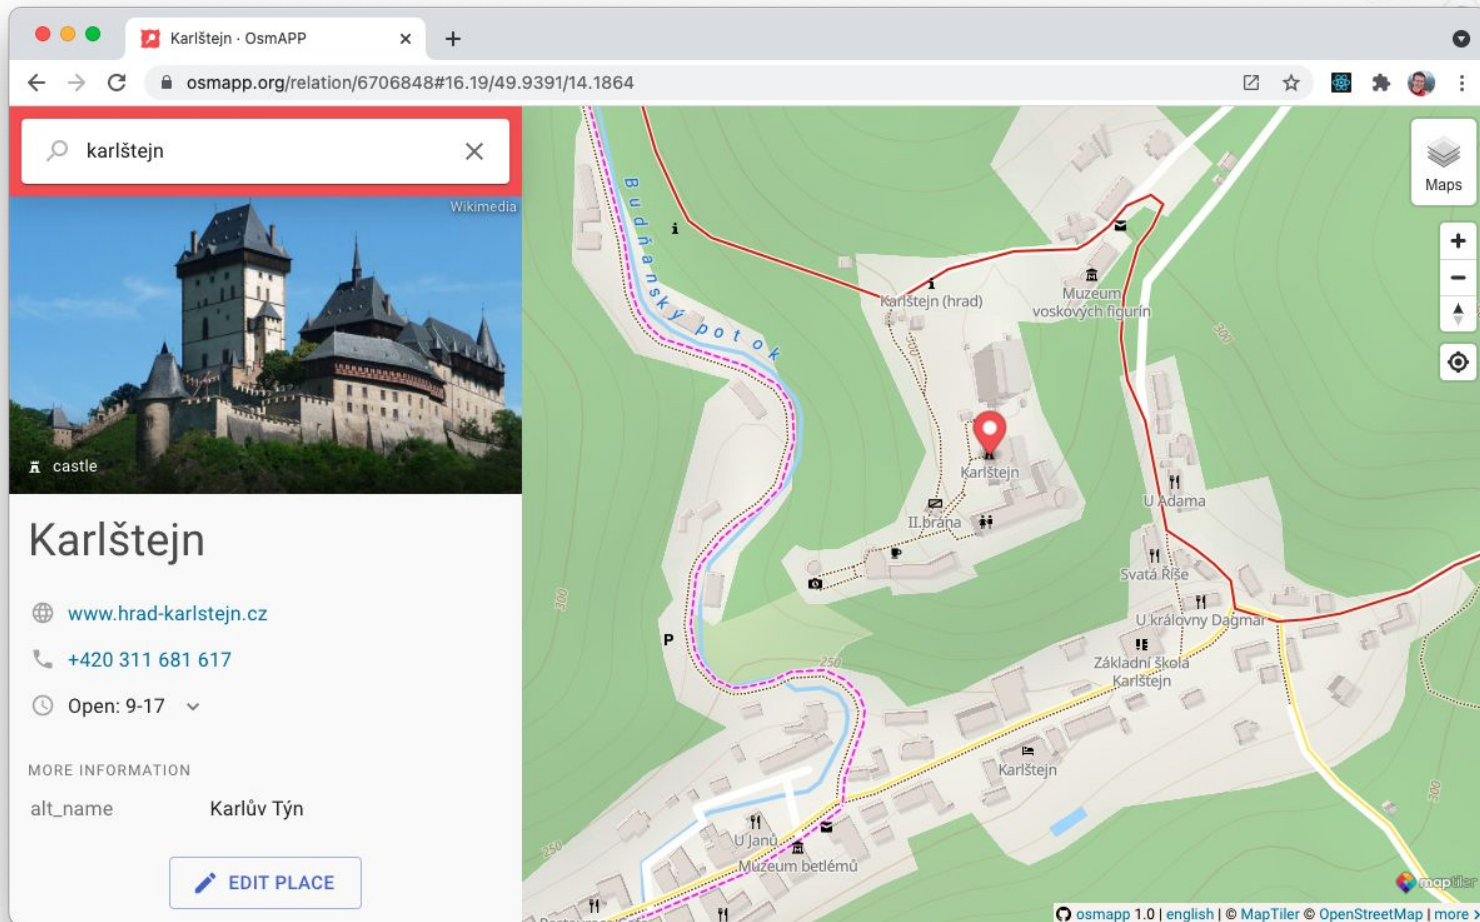 Karlštejn · OsmAPP
osmapp.org/relation/6706848#16.19/49.9391/14.1864
karlštejn
Wikimedia
castle
Karlštejn
www.hrad-karlstejn.cz
+420 311 681 617
Open: 9-17
MORE INFORMATION
alt_name Karlův Týn
EDIT PLACE
Maps
Budňanský potok
Karlštejn (hrad)
Muzeum
voskových figurín
300
300
Karlštejn
U Adama
II.brána
Svatá Říše
300
U královny Dagmar
P
Základní škola
Karlštejn
250
Karlštejn
300
U Janů
250
Muzeum betlémů
maptiler
osmapp 1.0 | english | © MapTiler © OpenStreetMap | more